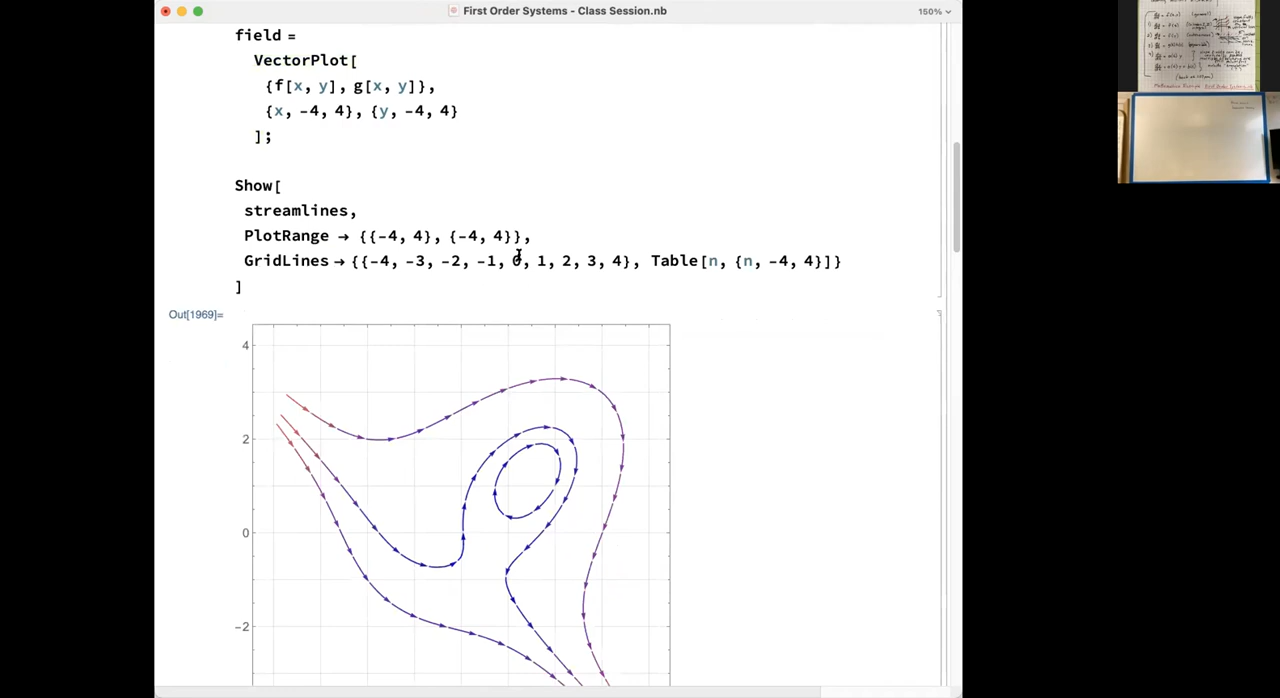 First Order Systems - Class Session.nb
150%
field =
VectorPlot[
{f[x, y], g[x, y]},
{x, -4, 4}, {y, -4, 4}
];
Show[
streamlines,
PlotRange → {{-4, 4}, {-4, 4}},
GridLines → {{-4, -3, -2, -1, 0, 1, 2, 3, 4}, Table[n, {n, -4, 4}]}
]
Out[1969]=
4
2
0
-2